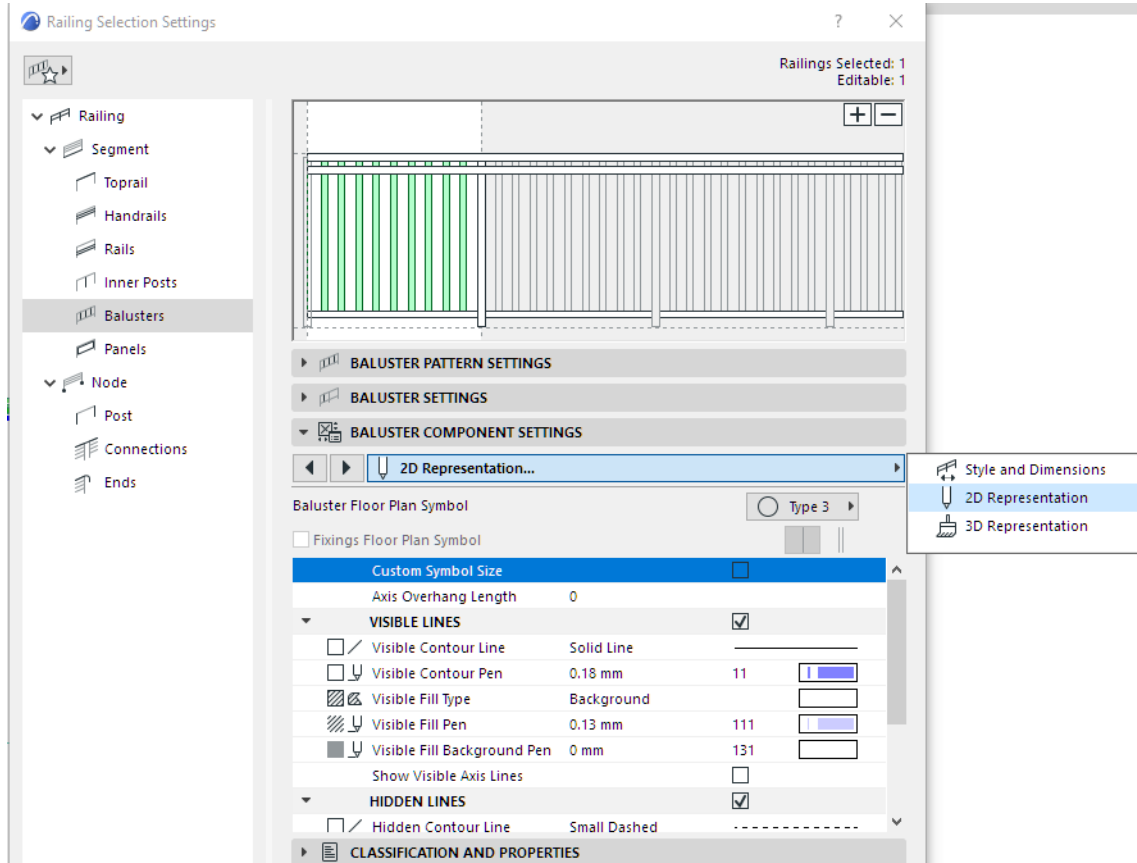 Railing Selection Settings
?
Railings Selected: 1
Editable: 1
Railing
Segment
Toprail
Handrails
Rails
Inner Posts
Balusters
Panels
Node
Post
Connections
Ends
BALUSTER PATTERN SETTINGS
BALUSTER SETTINGS
BALUSTER COMPONENT SETTINGS
2D Representation...
Style and Dimensions
2D Representation
3D Representation
Baluster Floor Plan Symbol Type 3
Fixings Floor Plan Symbol
Custom Symbol Size
Axis Overhang Length 0
VISIBLE LINES
Visible Contour Line Solid Line
Visible Contour Pen 0.18 mm 11
Visible Fill Type Background
Visible Fill Pen 0.13 mm 111
Visible Fill Background Pen 0 mm 131
Show Visible Axis Lines
HIDDEN LINES
Hidden Contour Line Small Dashed
CLASSIFICATION AND PROPERTIES